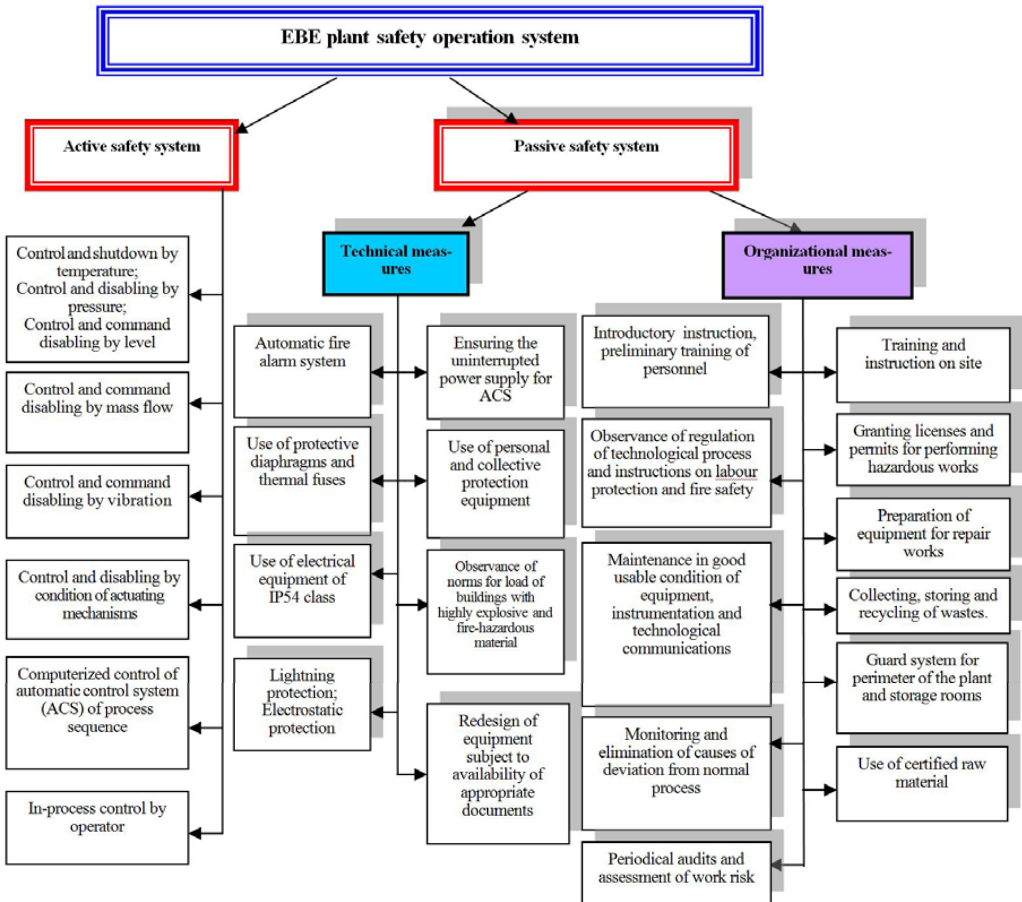 EBE plant safety operation system
Active safety system
Passive safety system
Technical meas-
ures
Organizational meas-
ures
Control and shutdown by
temperature;
Control and disabling by
pressure;
Control and command
disabling by level
Control and command
disabling by mass flow
Control and command
disabling by vibration
Control and disabling by
condition of actuating
mechanisms
Computerized control of
automatic control system
(ACS) of process
sequence
In-process control by
operator
Automatic fire
alarm system
Use of protective
diaphragms and
thermal fuses
Use of electrical
equipment of
IP54 class
Lightning
protection;
Electrostatic
protection
Ensuring the
uninterrupted
power supply for
ACS
Use of personal
and collective
protection
equipment
Observance of
norms for load of
buildings with
highly explosive and
fire-hazardous
material
Redesign of
equipment
subject to
availability of
appropriate
documents
Introductory instruction,
preliminary training of
personnel
Observance of regulation
of technological process
and instructions on labour
protection and fire safety
Maintenance in good
usable condition of
equipment,
instrumentation and
technological
communications
Monitoring and
elimination of causes of
deviation from normal
process
Periodical audits and
assessment of work risk
Training and
instruction on site
Granting licenses and
permits for performing
hazardous works
Preparation of
equipment for repair
works
Collecting, storing and
recycling of wastes.
Guard system for
perimeter of the plant
and storage rooms
Use of certified raw
material